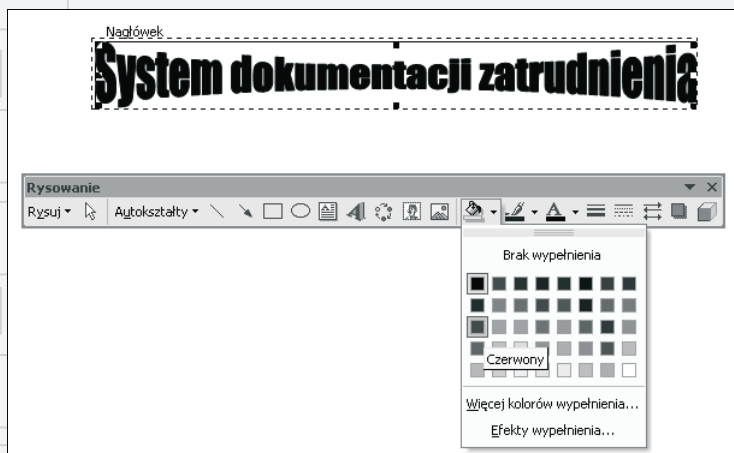 Nagłówek
System dokumentacji zatrudnienia
Rysowanie
Rysuj Autokształty A A
Brak wypełnienia
Czerwony
Więcej kolorów wypełnienia...
Efekty wypełnienia...